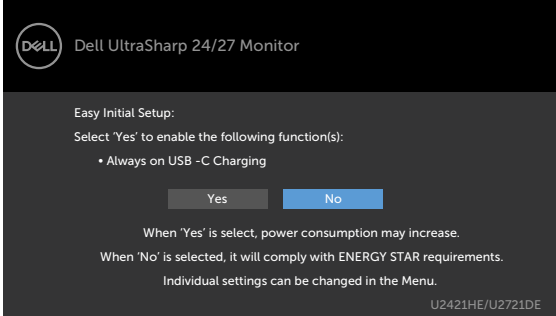 DELL
Dell UltraSharp 24/27 Monitor
Easy Initial Setup:
Select 'Yes' to enable the following function(s):
• Always on USB -C Charging
Yes No
When 'Yes' is select, power consumption may increase.
When 'No' is selected, it will comply with ENERGY STAR requirements.
Individual settings can be changed in the Menu.
U2421HE/U2721DE